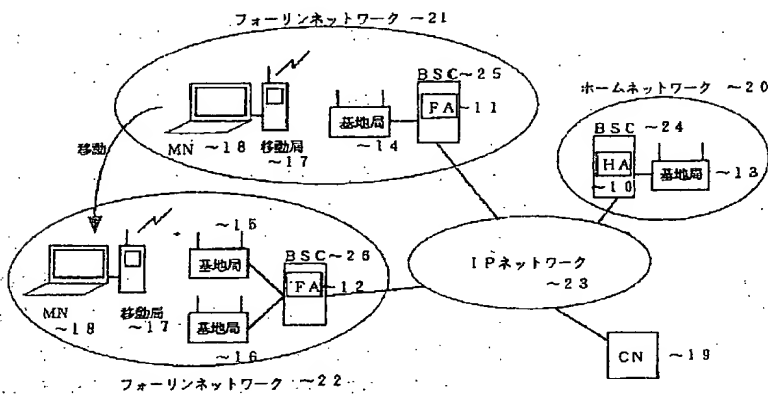 フォーリンネットワーク ～21
BSC～25
FA ～11
ホームネットワーク ～20
MN ～18
移動局
～17
基地局
～14
移動
BSC ～24
HA
～10
基地局 ～13
～15
BSC～26
基地局
FA ～12
IPネットワーク
～23
MN
～18
移動局
～17
基地局
～16
CN ～19
フォーリンネットワーク ～22